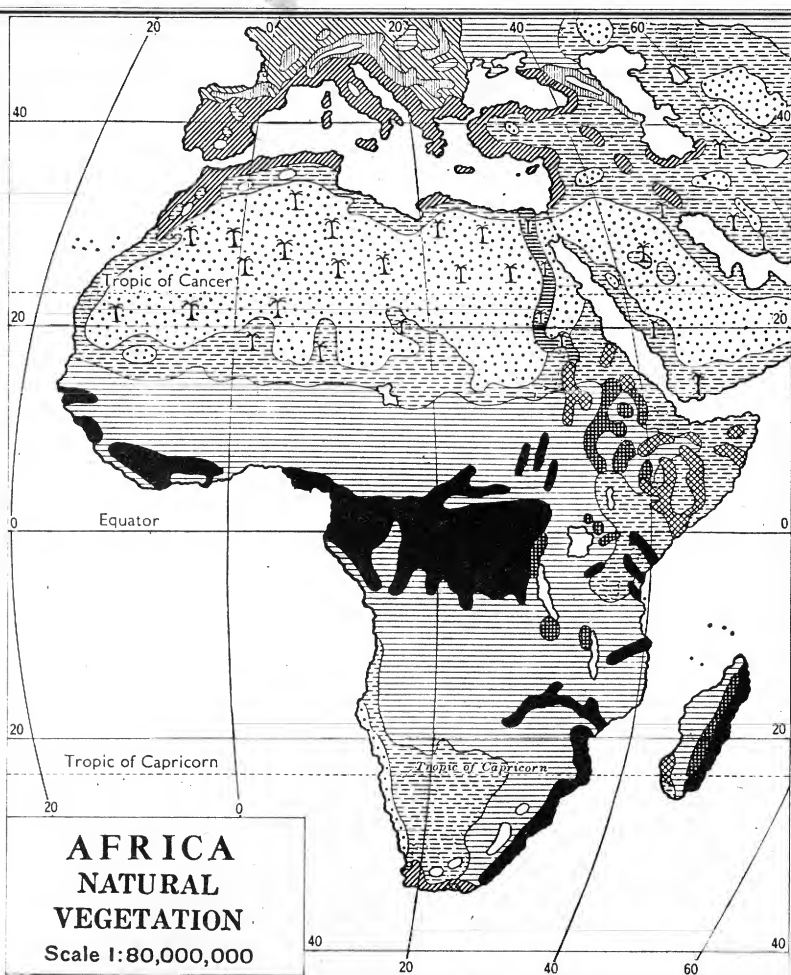 20 0 20 40 60
40 40
Tropic of Cancer
20 20
Equator
0 0
20 20
Tropic of Capricorn
Tropic of Capricorn
20 0
AFRICA
NATURAL
VEGETATION
Scale 1:80,000,000
40 40
20 40 60